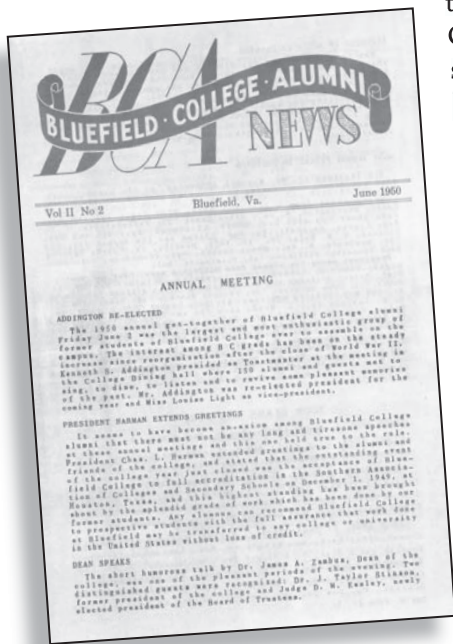 BCA
BLUEFIELD · COLLEGE · ALUMNI
NEWS
Vol II No 2 Bluefield, Va. June 1950
ANNUAL MEETING
ADDINGTON RE-ELECTED
The 1950 annual get-together of Bluefield College alumni
Friday June 2 was the largest and most enthusiastic group of
former students of Bluefield College ever to assemble on the
campus. The interest among B C grads has been on the steady
increase since reorganization after the close of World War II.
Kenneth S. Addington presided as Toastmaster at the meeting in
the College Dining hall where 150 alumni and guests met to
sing, to dine, to listen and to review some pleasant memories
of the past. Mr. Addington was re-elected president for the
coming year and Miss Louise Light as vice-president.
PRESIDENT HARMAN EXTENDS GREETINGS
It seems to have become an axiom among Bluefield College
alumni that there must not be any long and tiresome speeches
at these annual meetings and this one held true to the rule.
President Chas. L. Harman extended greetings to the alumni and
friends of the college, and stated that the outstanding event
of the college year just closed was the acceptance of Blue-
field College to full accreditation in the Southern Associa-
tion of Colleges and Secondary Schools on December 1, 1949, at
Houston, Texas, and this highest standing has been brought
about by the splendid grade of work which has been done by our
former students. Any alumnus can recommend Bluefield College
to prospective students with the full assurance that work done
at Bluefield may be transferred to any college or university
in the United States without loss of credit.
DEAN SPEAKS
The short humorous talk by Dr. James A. Zambus, Dean of the
college, was one of the pleasant periods of the evening. Two
distinguished guests were recognized: Dr. J. Taylor Stinson,
former president of the college and Judge D. W. Easley, newly
elected president of the Board of Trustees.